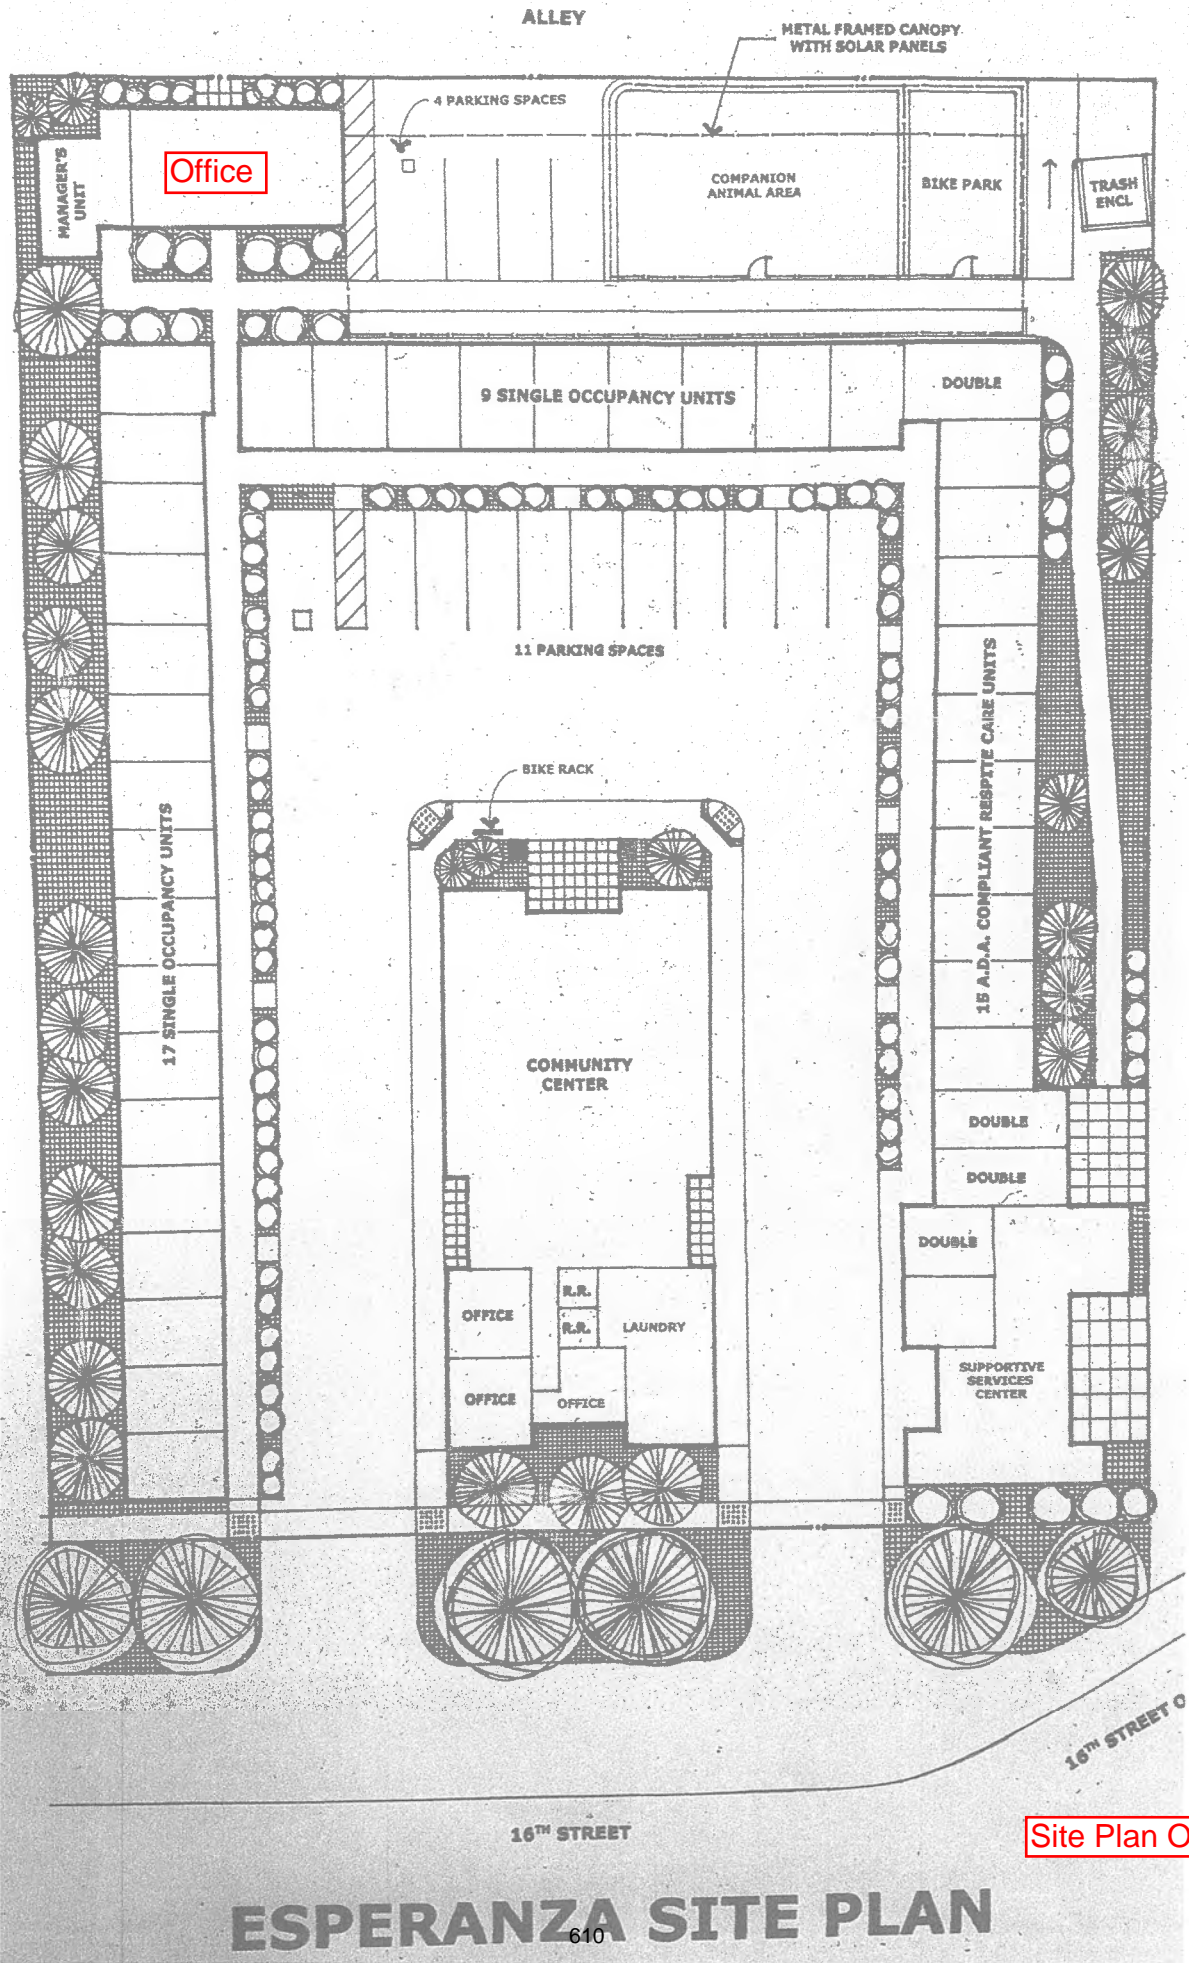 ALLEY
METAL FRAMED CANOPY
WITH SOLAR PANELS
4 PARKING SPACES
Office
MANAGER'S
UNIT
COMPANION
ANIMAL AREA
BIKE PARK
TRASH
ENCL
9 SINGLE OCCUPANCY UNITS
DOUBLE
11 PARKING SPACES
BIKE RACK
17 SINGLE OCCUPANCY UNITS
15 A.D.A. COMPLIANT RESPITE CARE UNITS
COMMUNITY
CENTER
DOUBLE
DOUBLE
DOUBLE
OFFICE
R.R.
R.R.
LAUNDRY
OFFICE
OFFICE
SUPPORTIVE
SERVICES
CENTER
16TH STREET O
16TH STREET
Site Plan O
ESPERANZA SITE PLAN
610